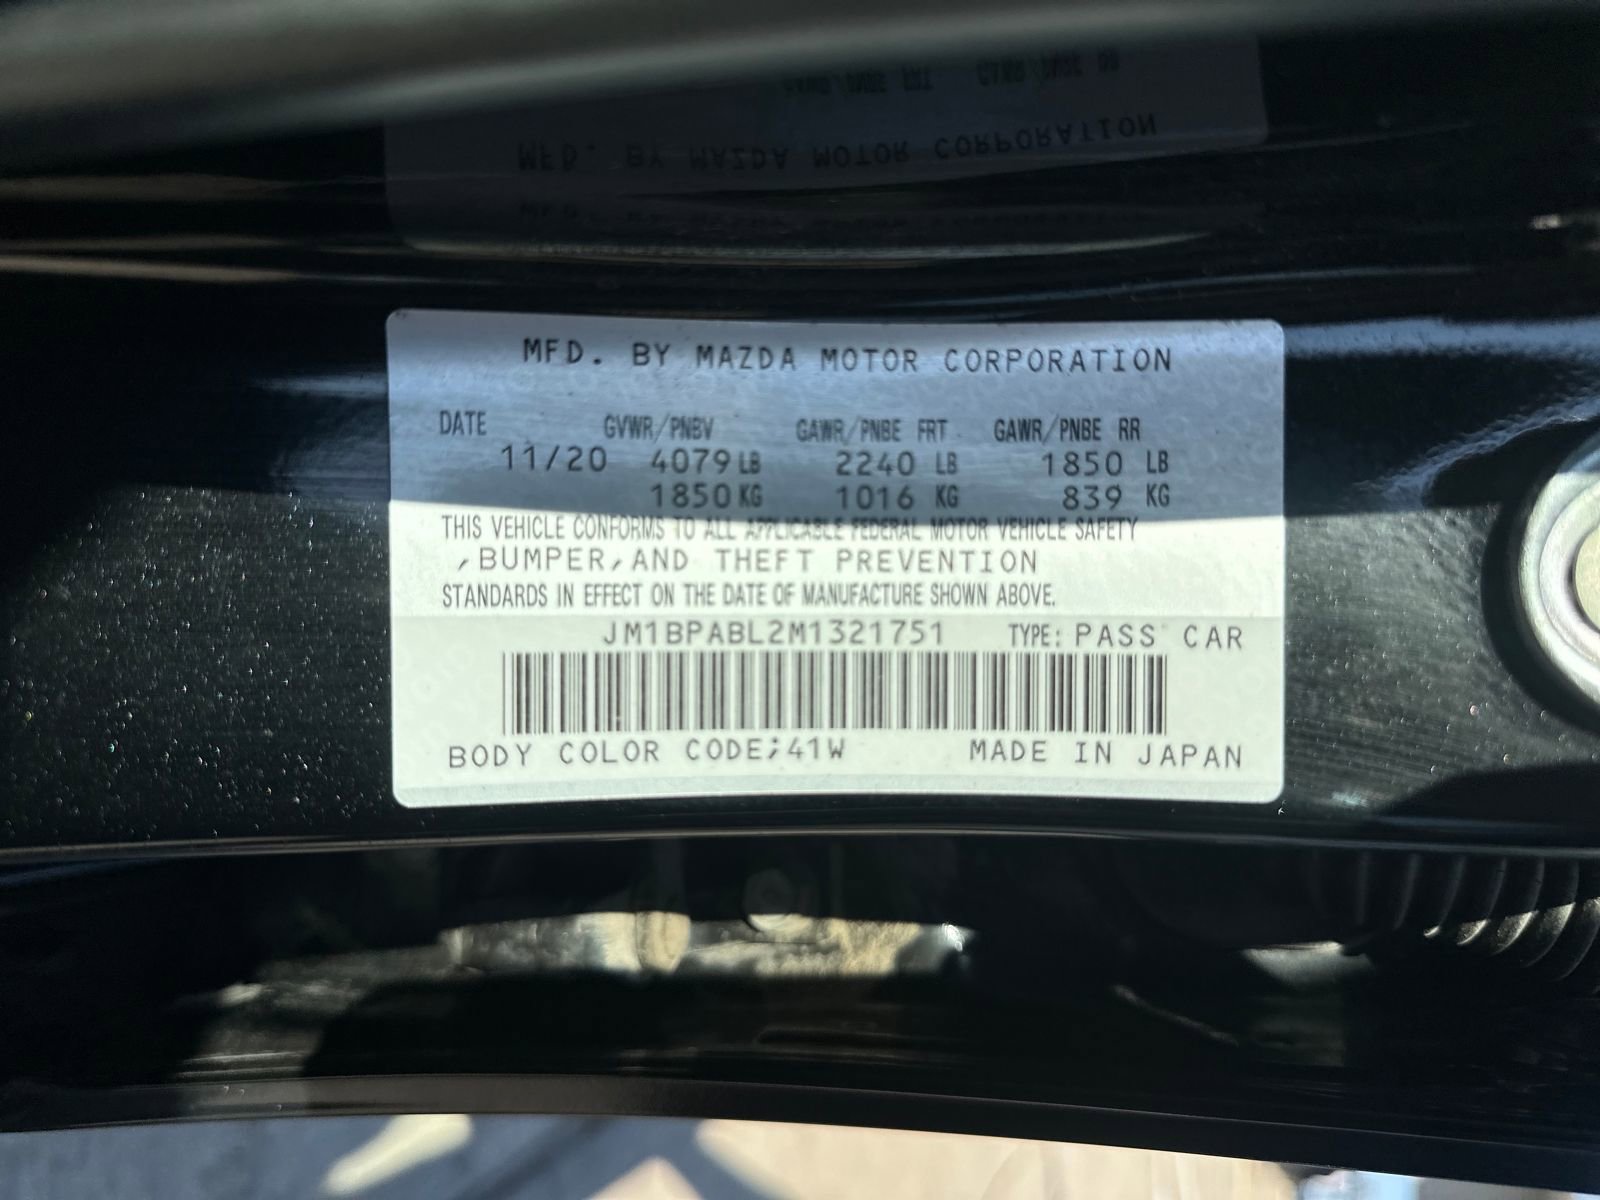 MFD. BY MAZDA MOTOR CORPORATION
DATE GVWR/PNBV GAWR/PNBE FRT GAWR/PNBE RR
11/20 4079 LB 2240 LB 1850 LB
1850 KG 1016 KG 839 KG
THIS VEHICLE CONFORMS TO ALL APPLICABLE FEDERAL MOTOR VEHICLE SAFETY
,BUMPER,AND THEFT PREVENTION
STANDARDS IN EFFECT ON THE DATE OF MANUFACTURE SHOWN ABOVE.
JM1BPABL2M1321751 TYPE: PASS CAR
BODY COLOR CODE;41W MADE IN JAPAN